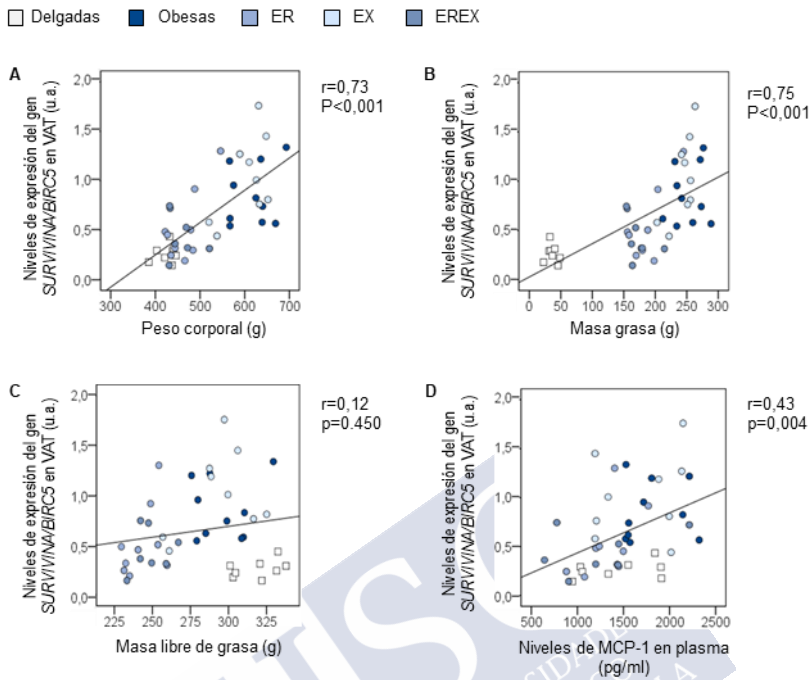 Delgadas Obesas ER EX EREX
A
Niveles de expresión del gen
SURVIVINA/BIRC5 en VAT (u.a.)
2,0
1,5
1,0
0,5
0,0
300 400 500 600 700
Peso corporal (g)
r=0,73
P<0,001
B
Niveles de expresión del gen
SURVIVINA/BIRC5 en VAT (u.a.)
2,0
1,5
1,0
0,5
0,0
0 50 100 150 200 250 300
Masa grasa (g)
r=0,75
P<0,001
C
Niveles de expresión del gen
SURVIVINA/BIRC5 en VAT (u.a.)
2,0
1,5
1,0
0,5
0,0
225 250 275 300 325
Masa libre de grasa (g)
r=0,12
p=0.450
D
Niveles de expresión del gen
SURVIVINA/BIRC5 en VAT (u.a.)
2,0
1,5
1,0
0,5
0,0
500 1000 1500 2000 2500
Niveles de MCP-1 en plasma
(pg/ml)
r=0,43
p=0,004
USC